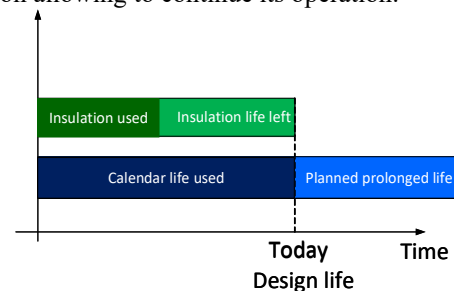 on allowing to continue its operation.
Insulation used
Insulation life left
Calendar life used
Planned prolonged life
Today
Time
Design life